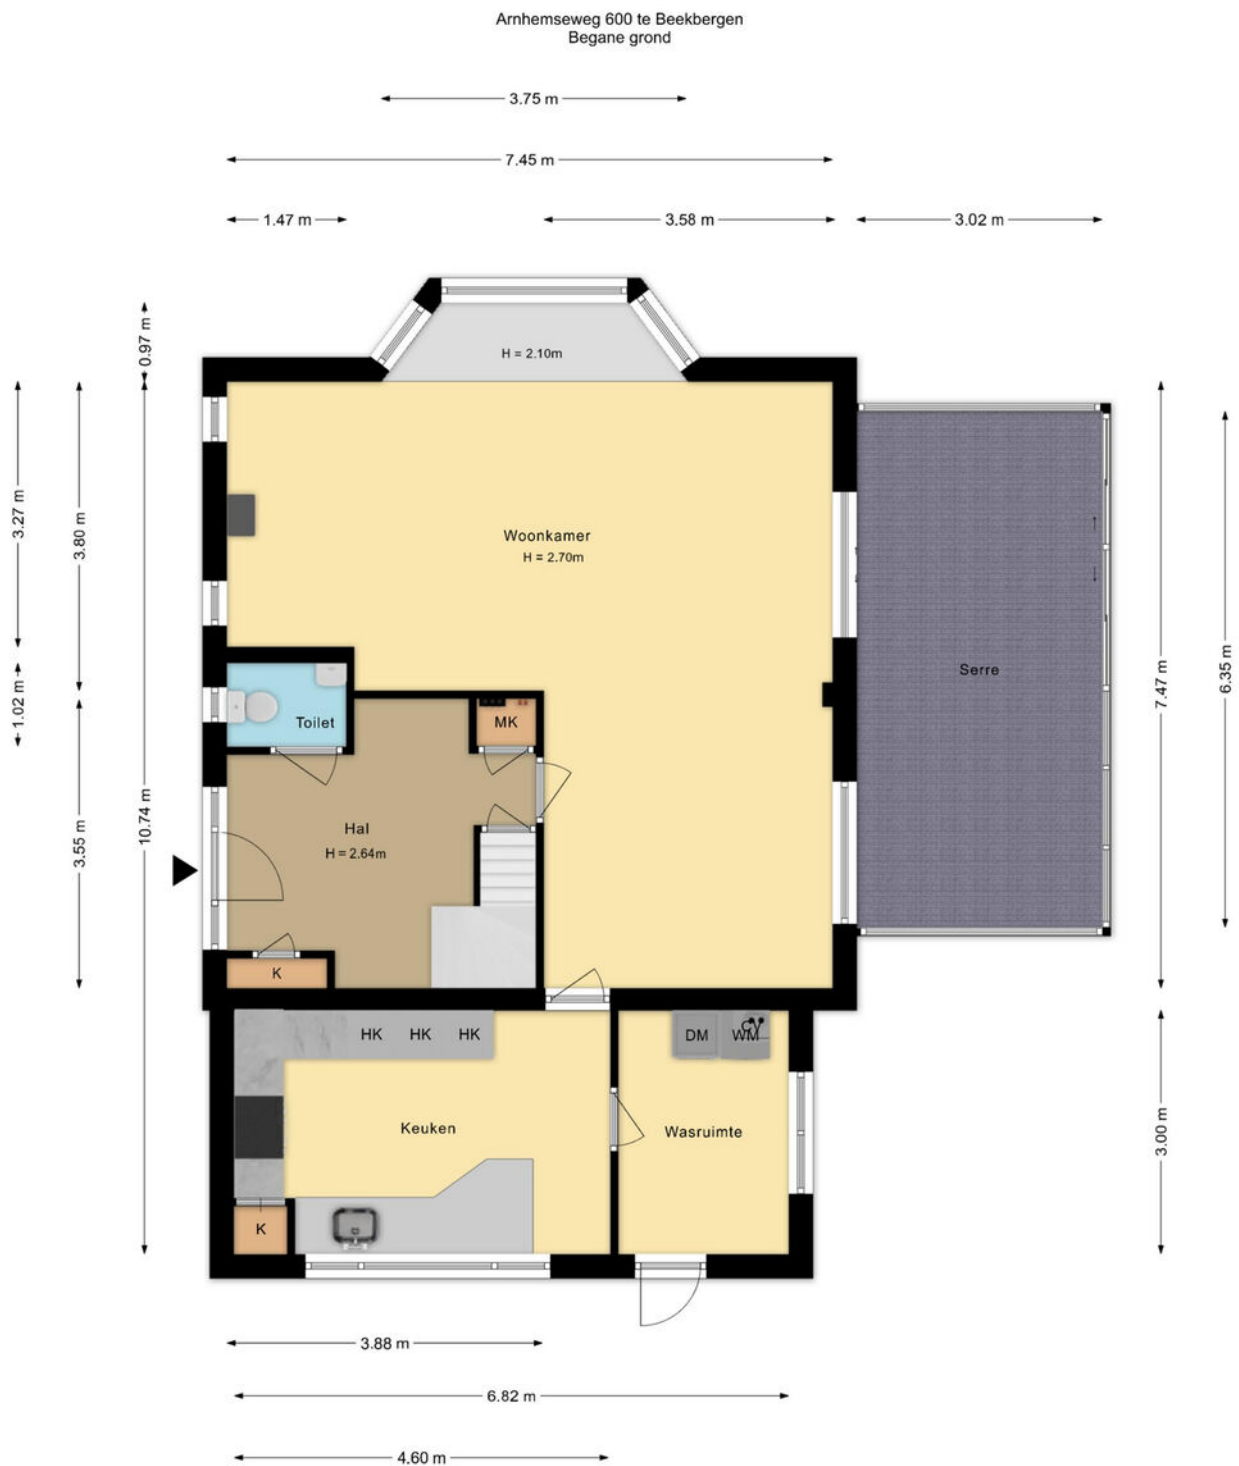 Arnhemseweg 600 te Beekbergen
Begane grond
3.75 m
7.45 m
1.47 m
3.58 m
3.02 m
0.97 m
H = 2.10m
3.27 m
3.80 m
Woonkamer
H = 2.70m
Serre
7.47 m
6.35 m
1.02 m
Toilet
MK
10.74 m
3.55 m
Hal
H = 2.64m
K
HK
HK
HK
DM
WM
CV
Keuken
Wasruimte
3.00 m
K
3.88 m
6.82 m
4.60 m